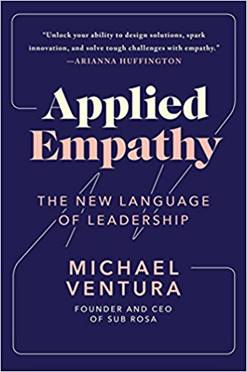 "Unlock your ability to design solutions, spark
innovation, and solve tough challenges with empathy."
—ARIANNA HUFFINGTON
Applied
Empathy
THE NEW LANGUAGE
OF LEADERSHIP
MICHAEL
VENTURA
FOUNDER AND CEO
OF SUB ROSA